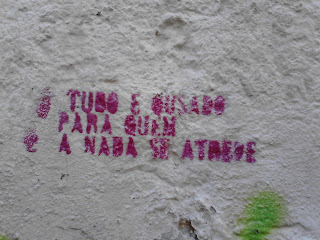 TUDO E OUSADO
PARA QUEM
A NADA SE ATREVE